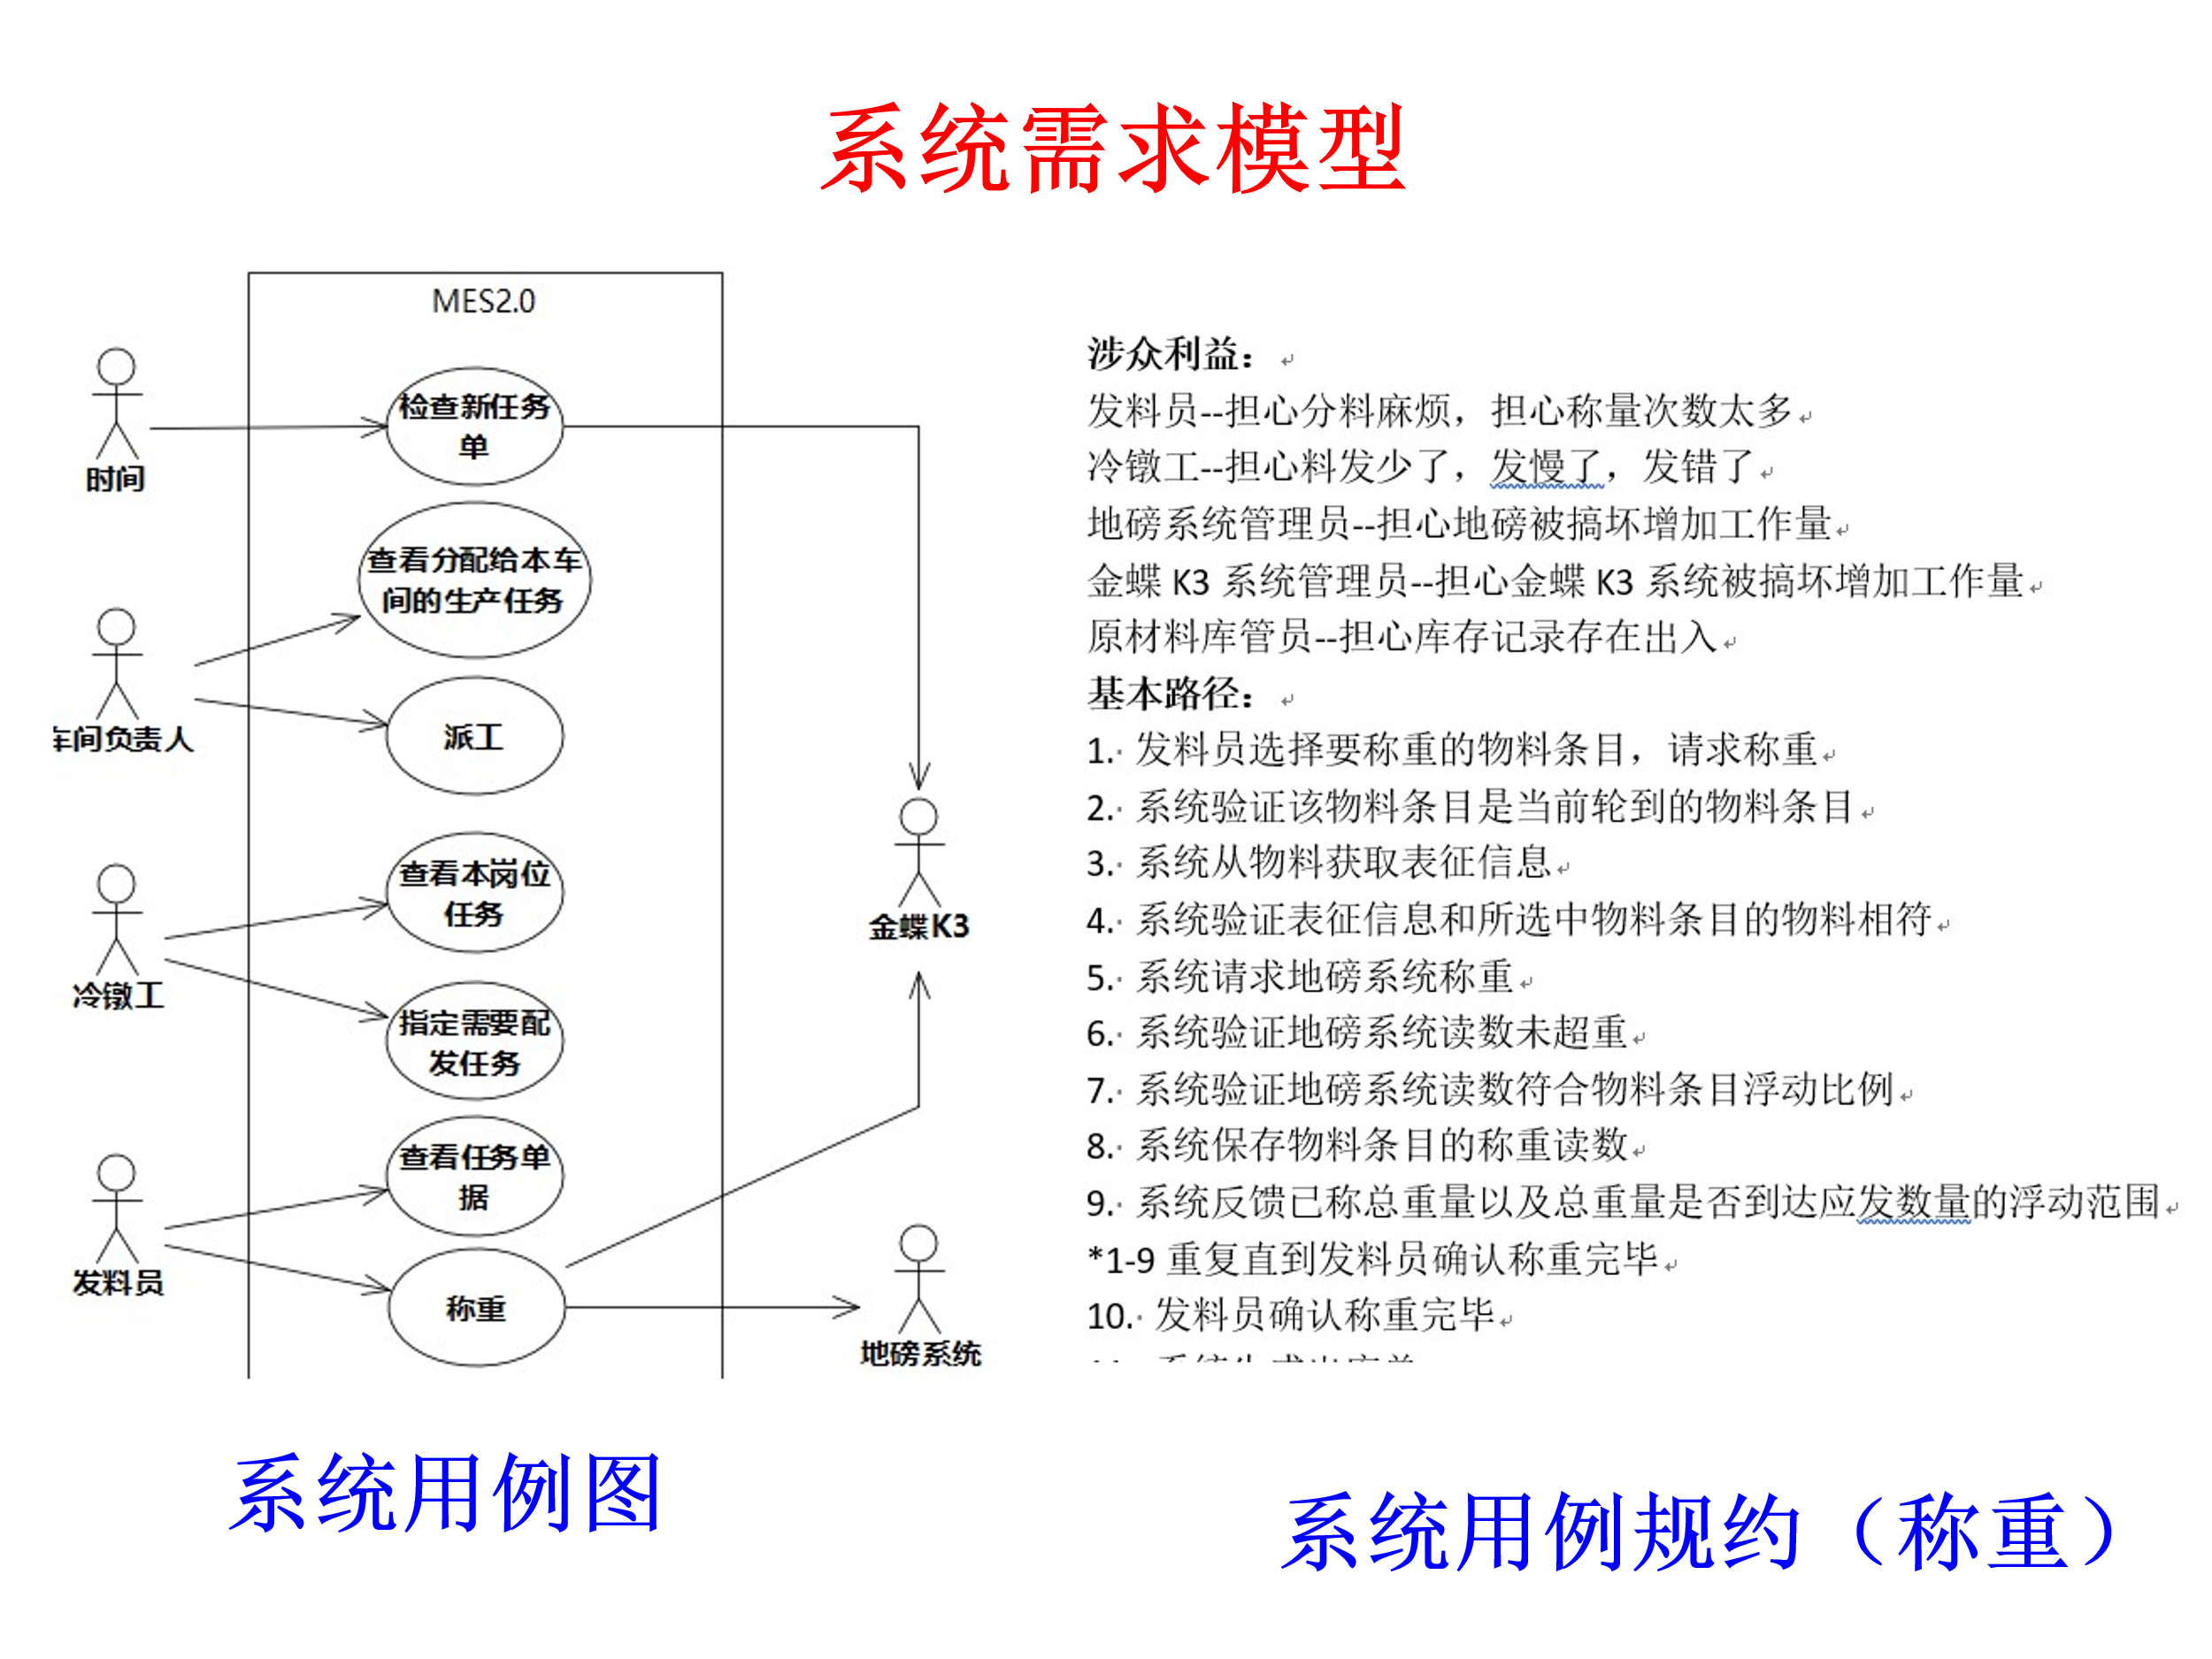 系统需求模型
MES2.0
检查新任务
单
时间
查看分配给本车
间的生产任务
车间负责人
派工
查看本岗位
任务
冷镦工
指定需要配
发任务
查看任务单
据
发料员
称重
金蝶K3
地磅系统
涉众利益：
发料员--担心分料麻烦，担心称量次数太多
冷镦工--担心料发少了，发慢了，发错了
地磅系统管理员--担心地磅被搞坏增加工作量
金蝶 K3 系统管理员--担心金蝶 K3 系统被搞坏增加工作量
原材料库管员--担心库存记录存在出入
基本路径：
1. 发料员选择要称重的物料条目，请求称重
2. 系统验证该物料条目是当前轮到的物料条目
3. 系统从物料获取表征信息
4. 系统验证表征信息和所选中物料条目的物料相符
5. 系统请求地磅系统称重
6. 系统验证地磅系统读数未超重
7. 系统验证地磅系统读数符合物料条目浮动比例
8. 系统保存物料条目的称重读数
9. 系统反馈已称总重量以及总重量是否到达应发数量的浮动范围
*1-9 重复直到发料员确认称重完毕
10. 发料员确认称重完毕
系统用例图
系统用例规约（称重）